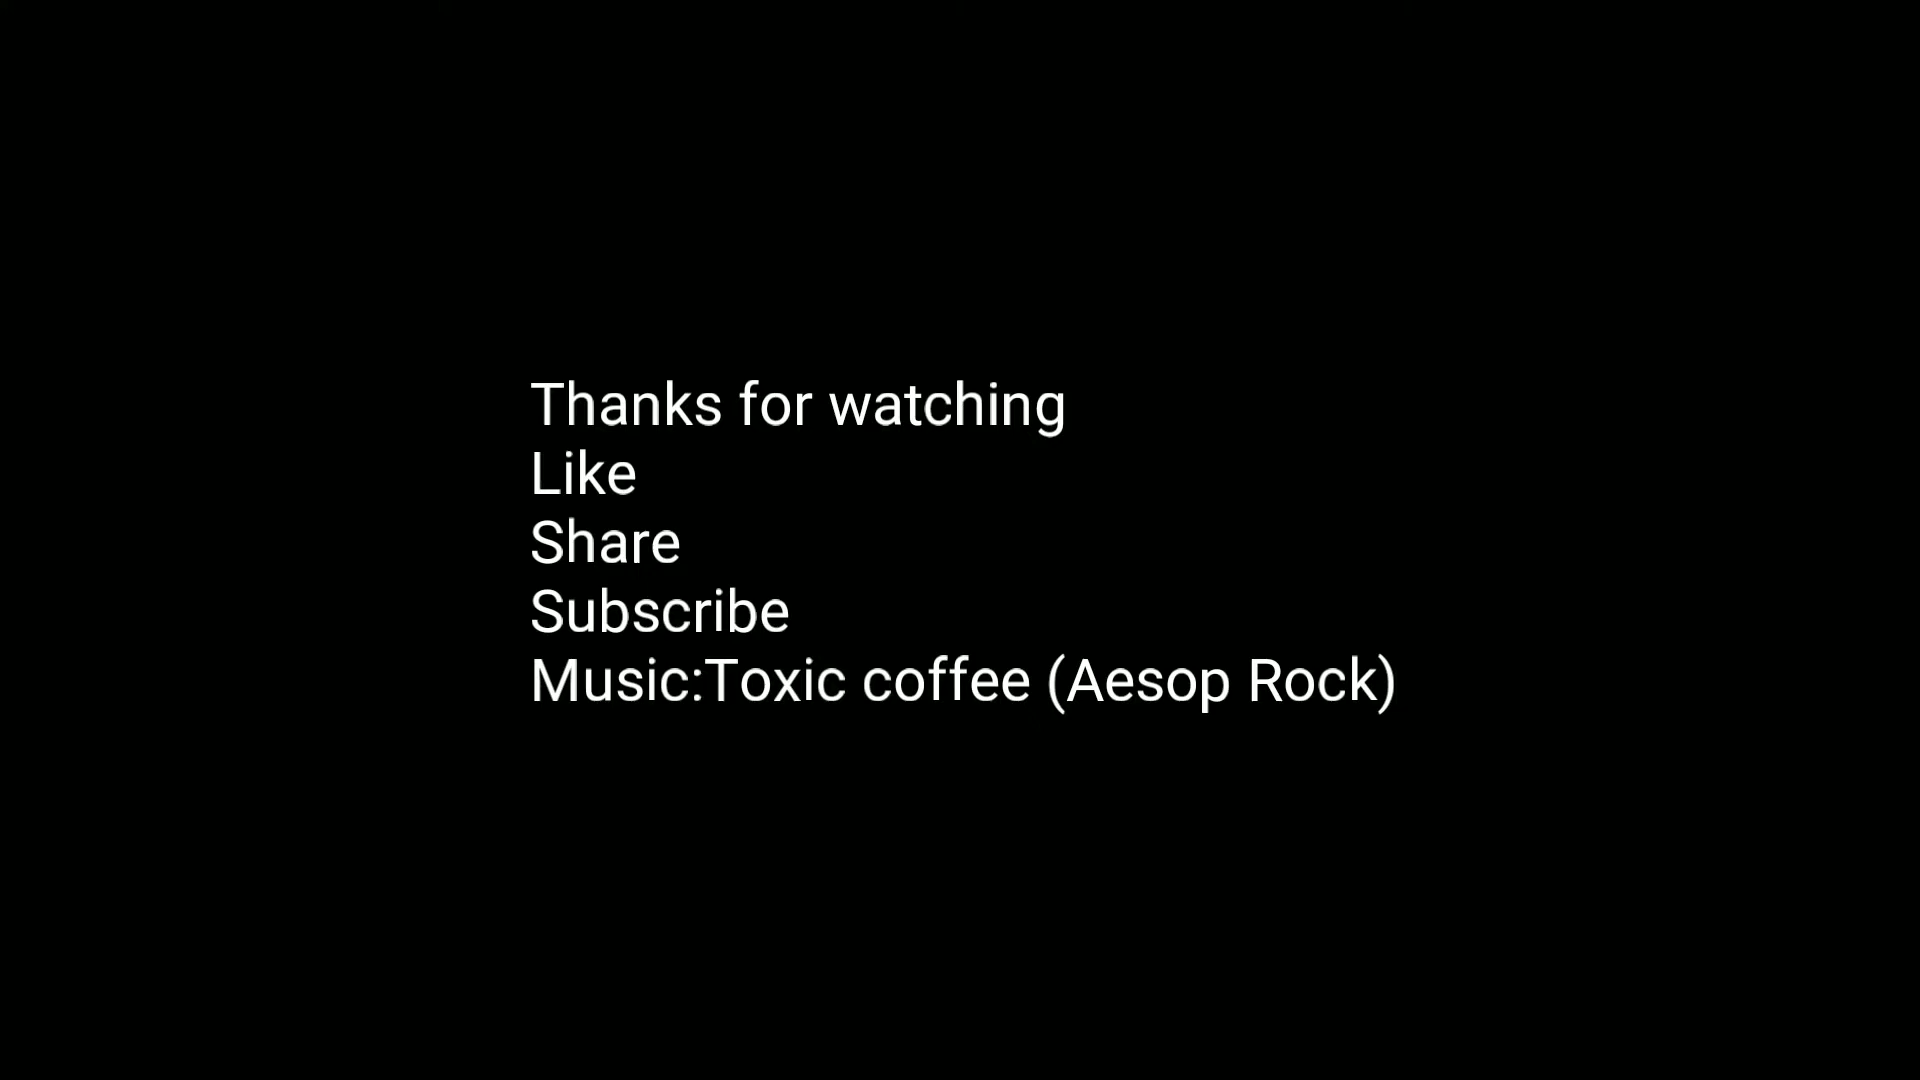 Thanks for watching
Like
Share
Subscribe
Music:Toxic coffee (Aesop Rock)